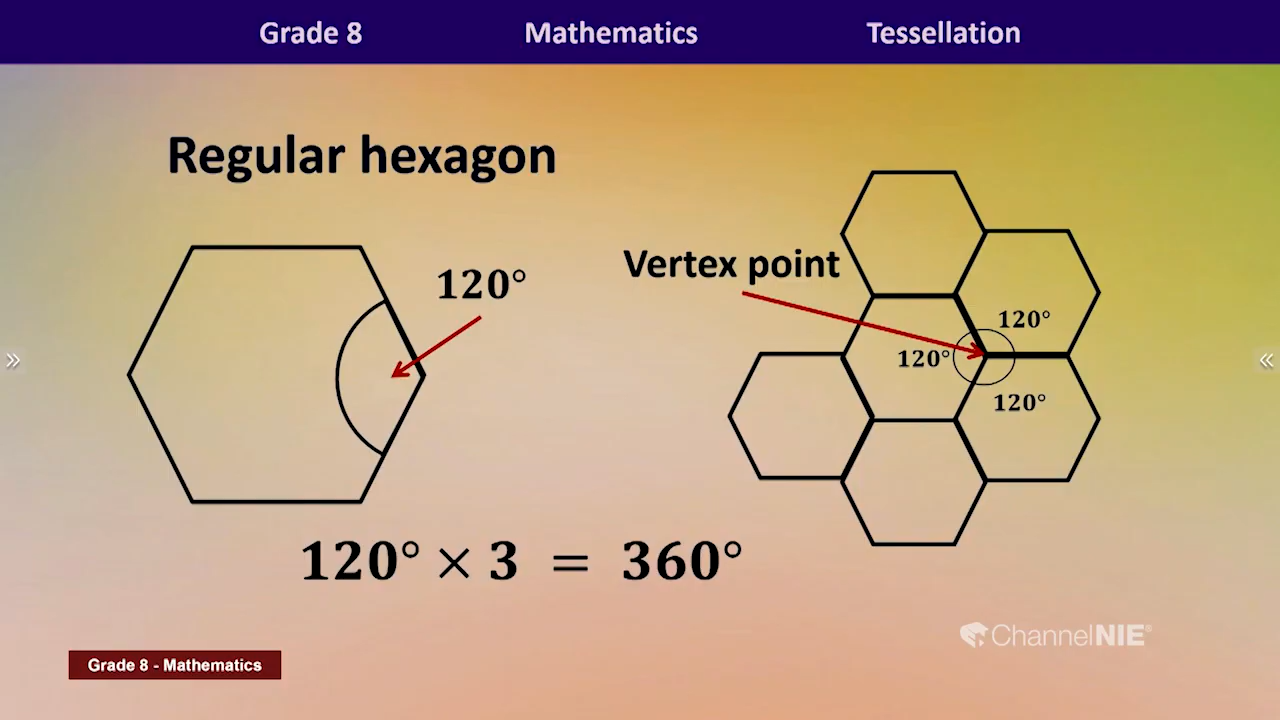 Grade 8 Mathematics Tessellation
Regular hexagon
120°
Vertex point
120°
120°
120°
120° × 3 = 360°
ChannelNIE®
Grade 8 - Mathematics